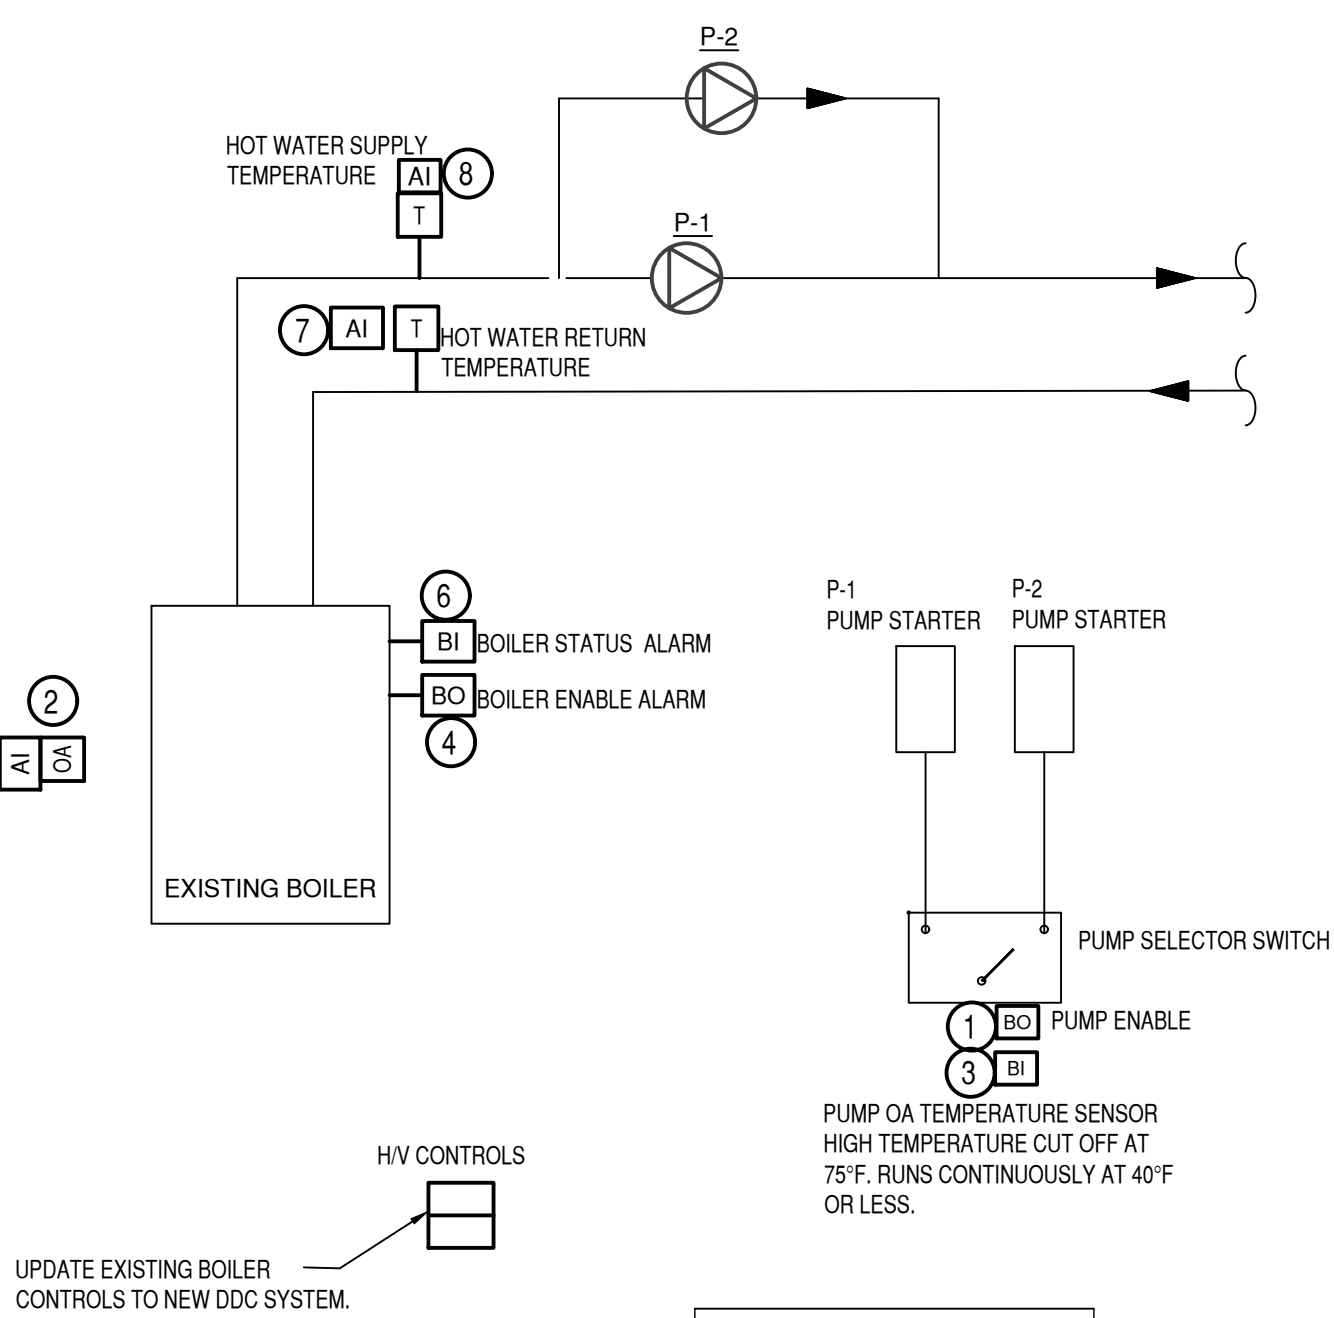 P-2
HOT WATER SUPPLY
TEMPERATURE
AI
8
T
P-1
7
AI
T
HOT WATER RETURN
TEMPERATURE
6
BI
BOILER STATUS ALARM
BO
BOILER ENABLE ALARM
4
2
AI
OA
EXISTING BOILER
P-1
PUMP STARTER
P-2
PUMP STARTER
PUMP SELECTOR SWITCH
1
BO
PUMP ENABLE
3
BI
PUMP OA TEMPERATURE SENSOR
HIGH TEMPERATURE CUT OFF AT
75°F. RUNS CONTINUOUSLY AT 40°F
OR LESS.
H/V CONTROLS
UPDATE EXISTING BOILER
CONTROLS TO NEW DDC SYSTEM.